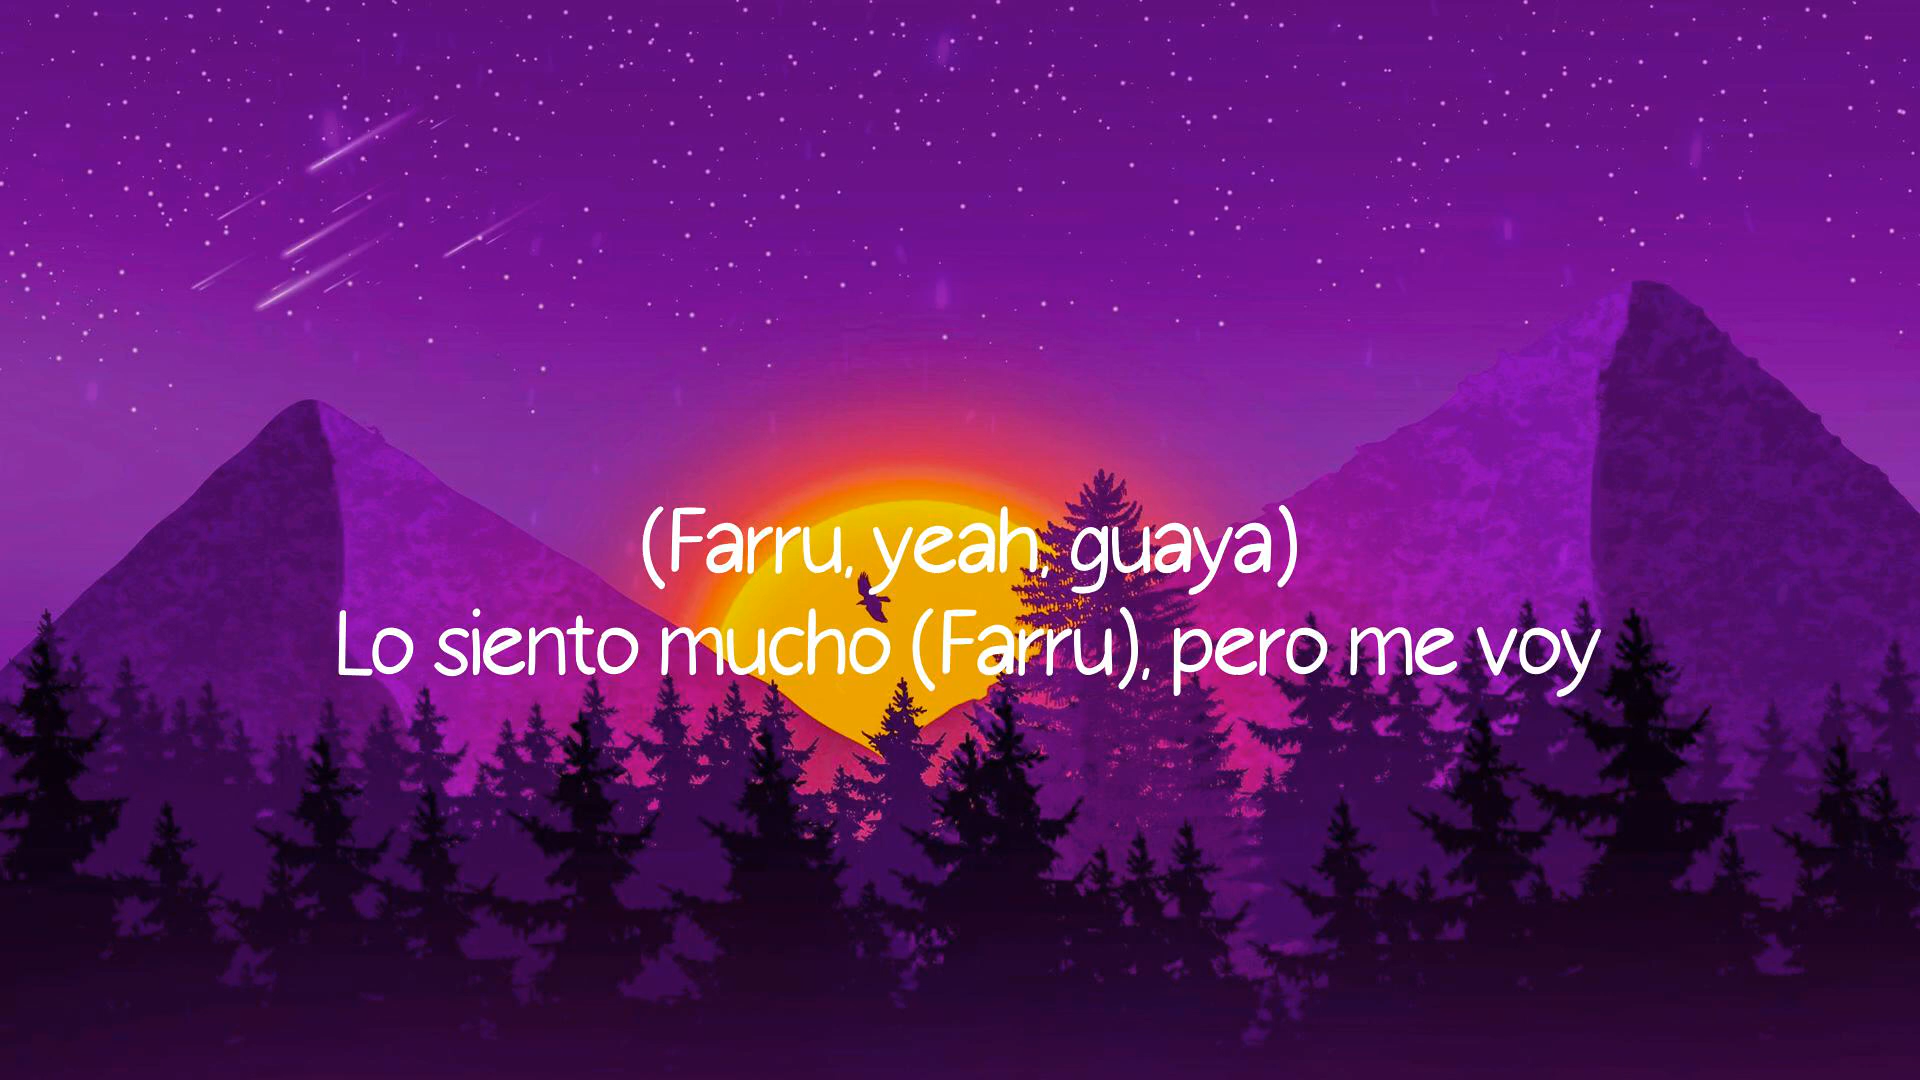 (Farru, yeah, guaya)
Lo siento mucho (Farru), pero me voy